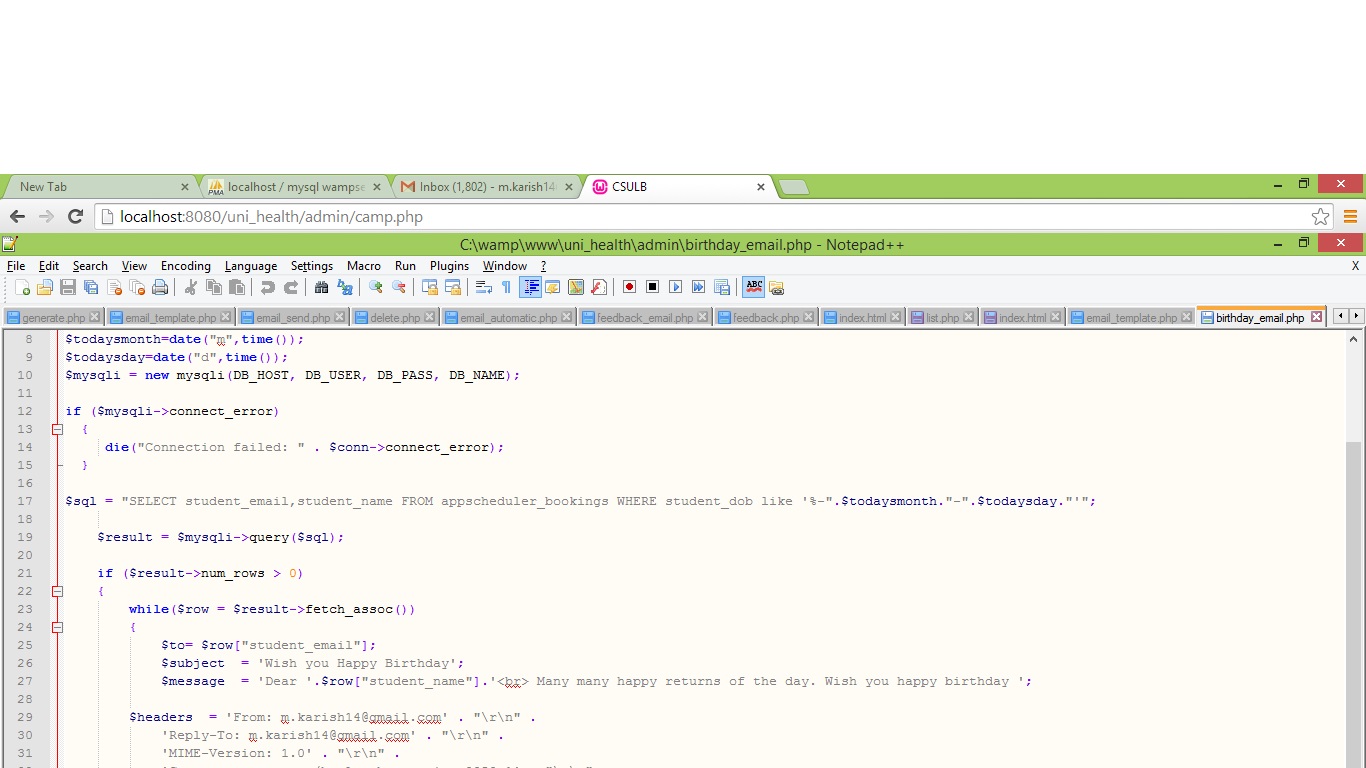 New Tab localhost / mysql wampse Inbox (1,802) - m.karish14 CSULB
localhost:8080/uni_health/admin/camp.php
C:\wamp\www\uni_health\admin\birthday_email.php - Notepad++
File Edit Search View Encoding Language Settings Macro Run Plugins Window ? X
generate.php email_template.php email_send.php delete.php email_automatic.php feedback_email.php feedback.php index.html list.php index.html email_template.php birthday_email.php
8 $todaysmonth=date("m",time());
9 $todaysday=date("d",time());
10 $mysqli = new mysqli(DB_HOST, DB_USER, DB_PASS, DB_NAME);
11
12 if ($mysqli->connect_error)
13 {
14 die("Connection failed: " . $conn->connect_error);
15 }
16
17 $sql = "SELECT student_email,student_name FROM appscheduler_bookings WHERE student_dob like '%-".$todaysmonth."-".$todaysday."'";
18
19 $result = $mysqli->query($sql);
20
21 if ($result->num_rows > 0)
22 {
23 while($row = $result->fetch_assoc())
24 {
25 $to= $row["student_email"];
26 $subject = 'Wish you Happy Birthday';
27 $message = 'Dear '.$row["student_name"].'<br> Many many happy returns of the day. Wish you happy birthday ';
28
29 $headers = 'From: m.karish14@gmail.com' . "\r\n" .
30 'Reply-To: m.karish14@gmail.com' . "\r\n" .
31 'MIME-Version: 1.0' . "\r\n" .